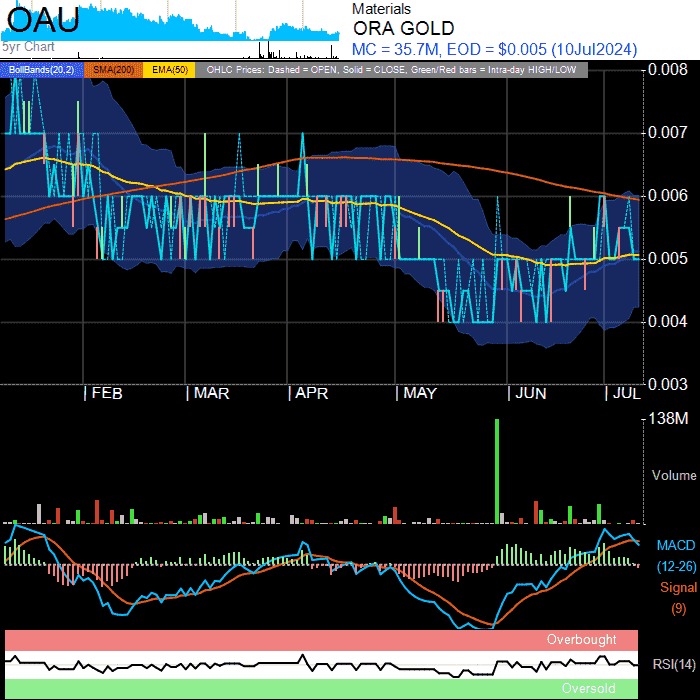 OAU
5yr Chart
Materials
ORA GOLD
MC = 35.7M, EOD = $0.005 (10Jul2024)
BollBands(20,2) SMA(200) EMA(50) OHLC Prices: Dashed = OPEN, Solid = CLOSE, Green/Red bars = Intra-day HIGH/LOW
0.008
0.007
0.006
0.005
0.004
0.003
FEB MAR APR MAY JUN JUL
138M
Volume
MACD
(12-26)
Signal
(9)
Overbought
RSI(14)
Oversold